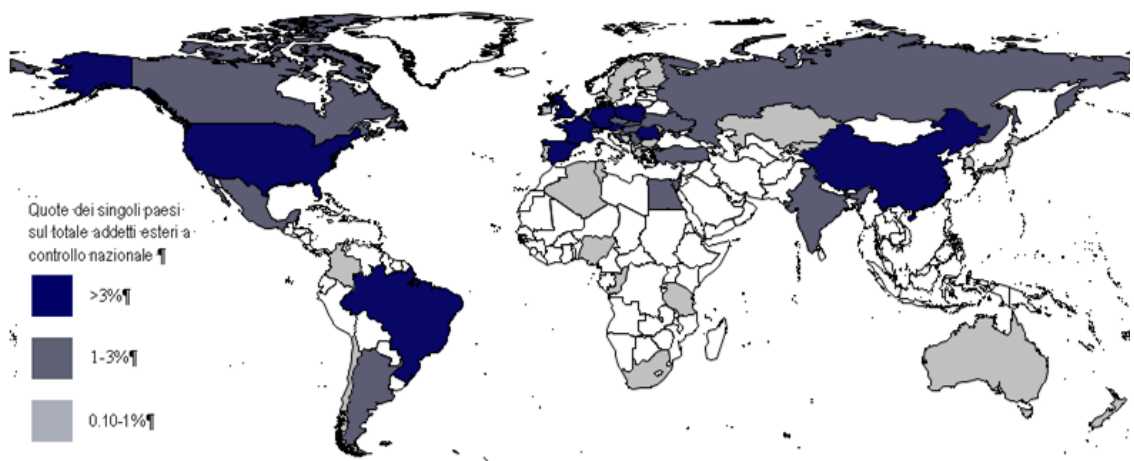 Quote dei singoli paesi·
sul totale·addetti·esteri·a·
controllo·nazionale·¶
>3%¶
1-3%¶
0.10-1%¶